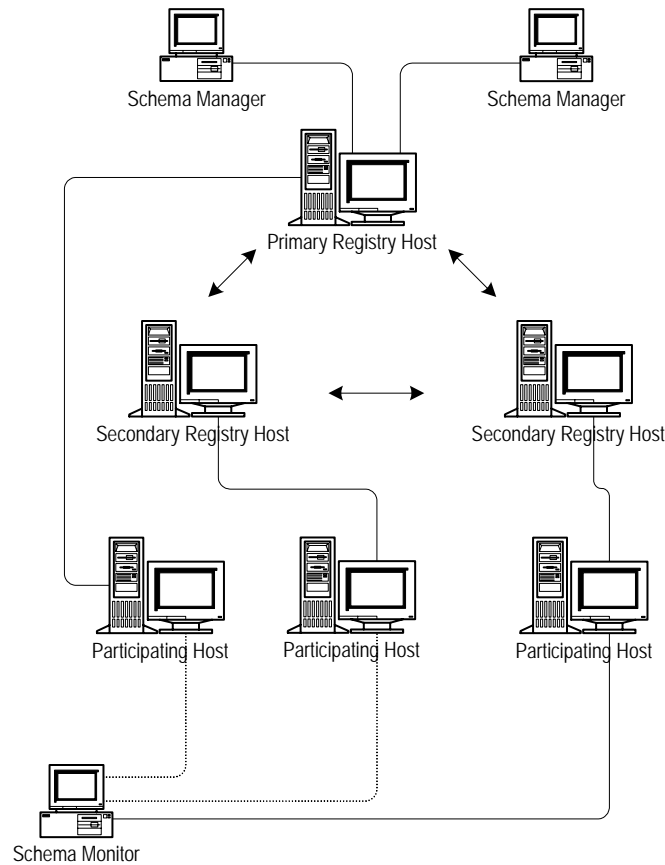 Schema Manager
Schema Manager
Primary Registry Host
Secondary Registry Host
Secondary Registry Host
Participating Host
Participating Host
Participating Host
Schema Monitor